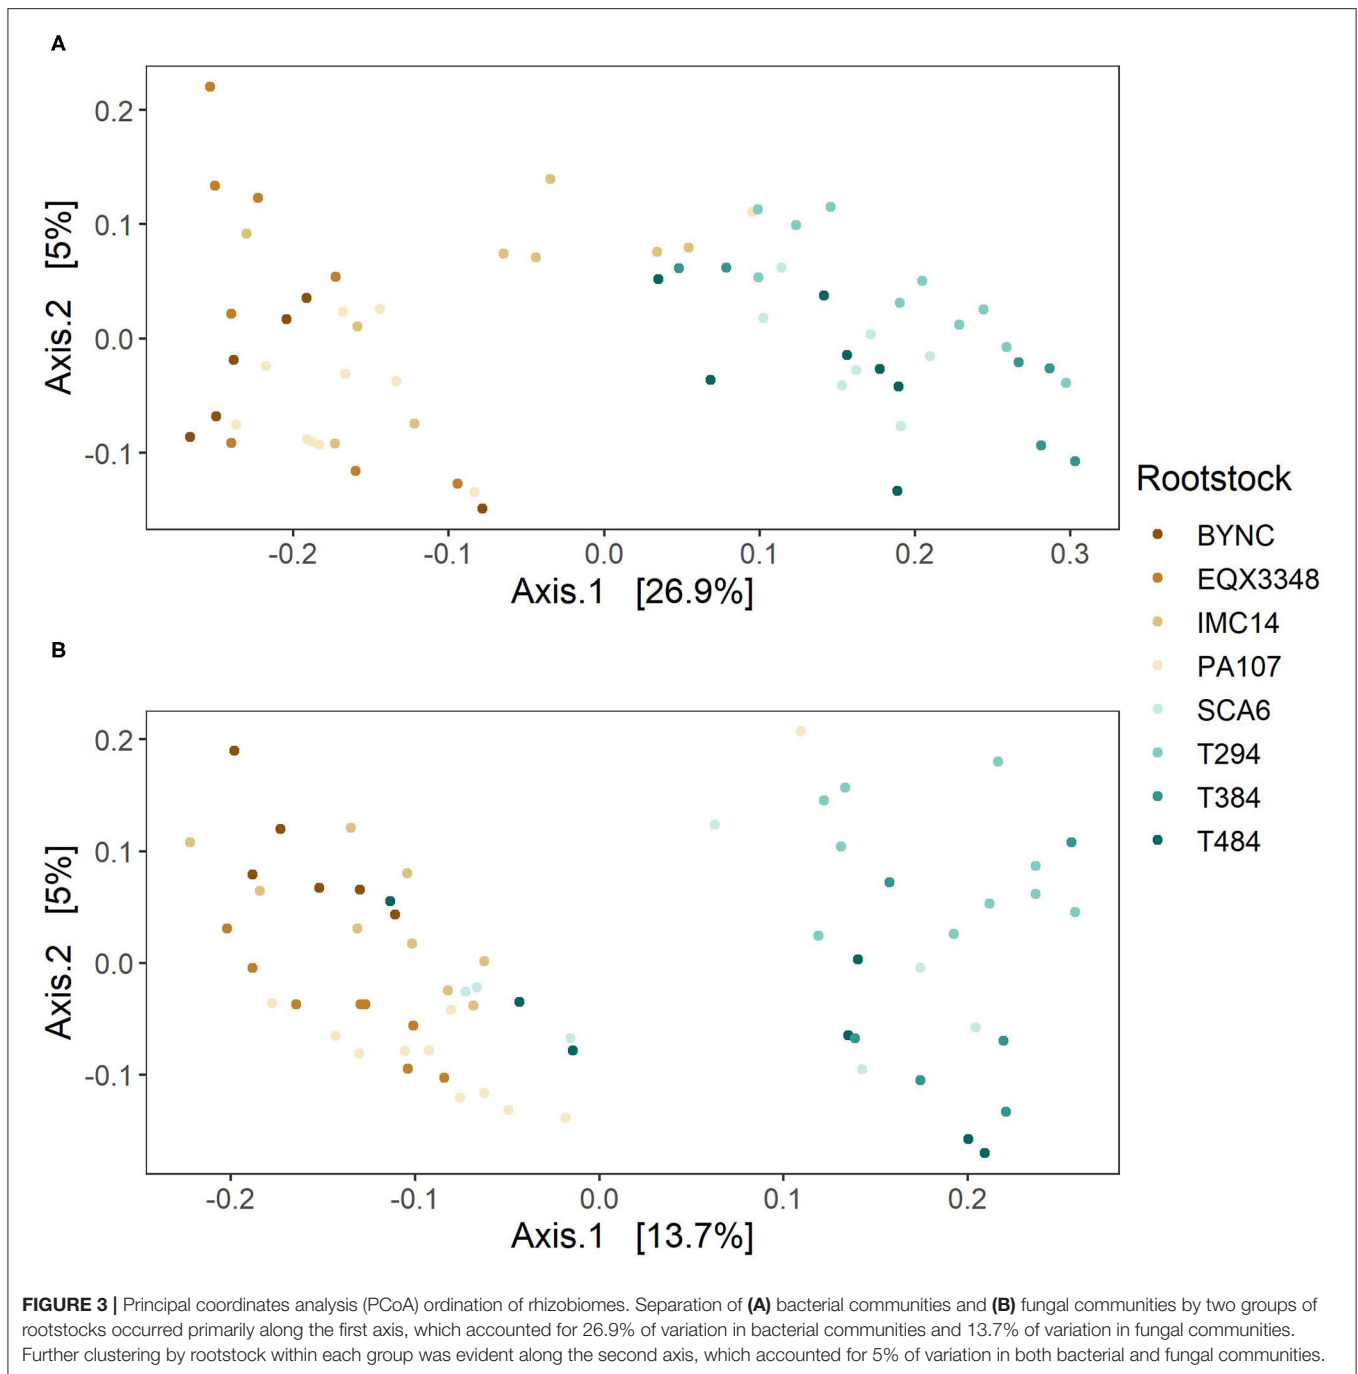 A
0.2
0.1
0.0
-0.1
Axis.2 [5%]
-0.2 -0.1 0.0 0.1 0.2 0.3
Axis.1 [26.9%]
Rootstock
BYNC
EQX3348
IMC14
PA107
SCA6
T294
T384
T484
B
0.2
0.1
0.0
-0.1
Axis.2 [5%]
-0.2 -0.1 0.0 0.1 0.2
Axis.1 [13.7%]
FIGURE 3 | Principal coordinates analysis (PCoA) ordination of rhizobiomes. Separation of (A) bacterial communities and (B) fungal communities by two groups of
rootstocks occurred primarily along the first axis, which accounted for 26.9% of variation in bacterial communities and 13.7% of variation in fungal communities.
Further clustering by rootstock within each group was evident along the second axis, which accounted for 5% of variation in both bacterial and fungal communities.